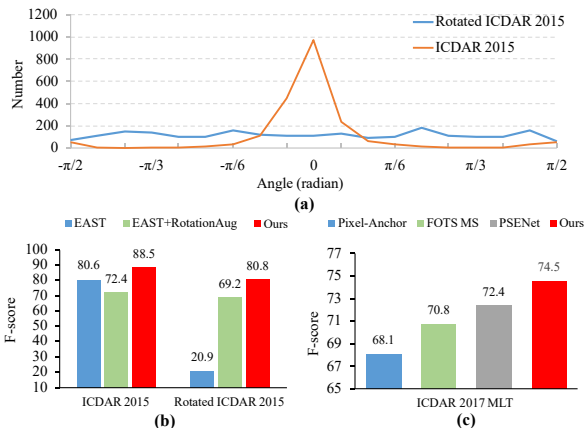 1200
1000
800
600
400
200
0
Number
Rotated ICDAR 2015
ICDAR 2015
-π/2 -π/3 -π/6 0 π/6 π/3 π/2
Angle (radian)
(a)
EAST EAST+RotationAug Ours
100
90
80
70
60
50
40
30
20
10
F-score
80.6 72.4 88.5
20.9 69.2 80.8
ICDAR 2015 Rotated ICDAR 2015
(b)
Pixel-Anchor FOTS MS PSENet Ours
77
75
73
71
69
67
65
F-score
68.1 70.8 72.4 74.5
ICDAR 2017 MLT
(c)